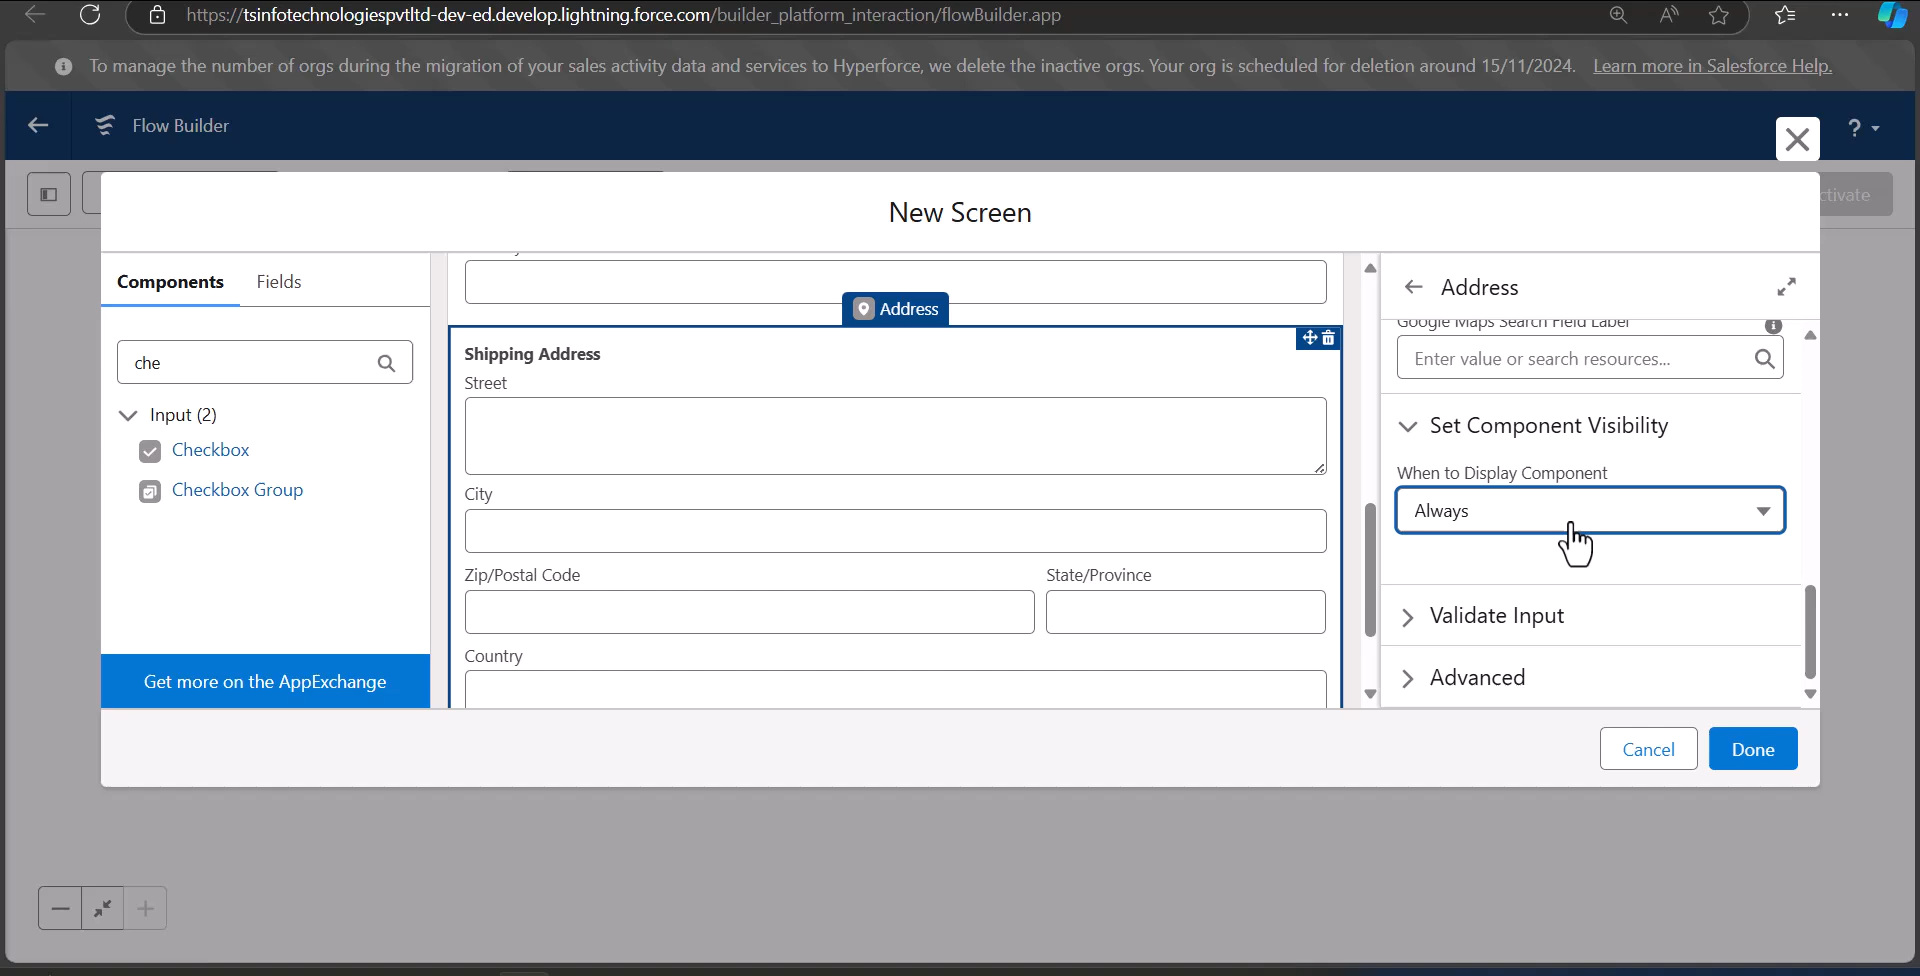 https://tsinfotechnologiespvtltd-dev-ed.develop.lightning.force.com/builder_platform_interaction/flowBuilder.app
To manage the number of orgs during the migration of your sales activity data and services to Hyperforce, we delete the inactive orgs. Your org is scheduled for deletion around 15/11/2024. Learn more in Salesforce Help.
Flow Builder
?
ctivate
New Screen
Components
Fields
che
Input (2)
Checkbox
Checkbox Group
Get more on the AppExchange
Address
Shipping Address
Street
City
Zip/Postal Code
State/Province
Country
Address
Google Maps Search Field Label
Enter value or search resources...
Set Component Visibility
When to Display Component
Always
Validate Input
Advanced
Cancel
Done